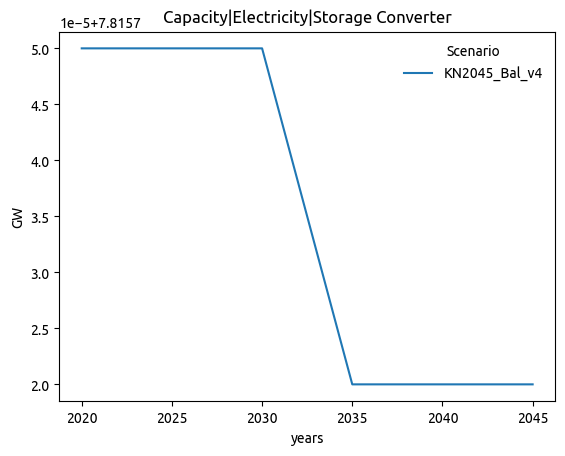 Capacity|Electricity|Storage Converter
1e−5+7.8157
Scenario
KN2045_Bal_v4
5.0
4.5
4.0
3.5
3.0
2.5
2.0
GW
2020
2025
2030
2035
2040
2045
years